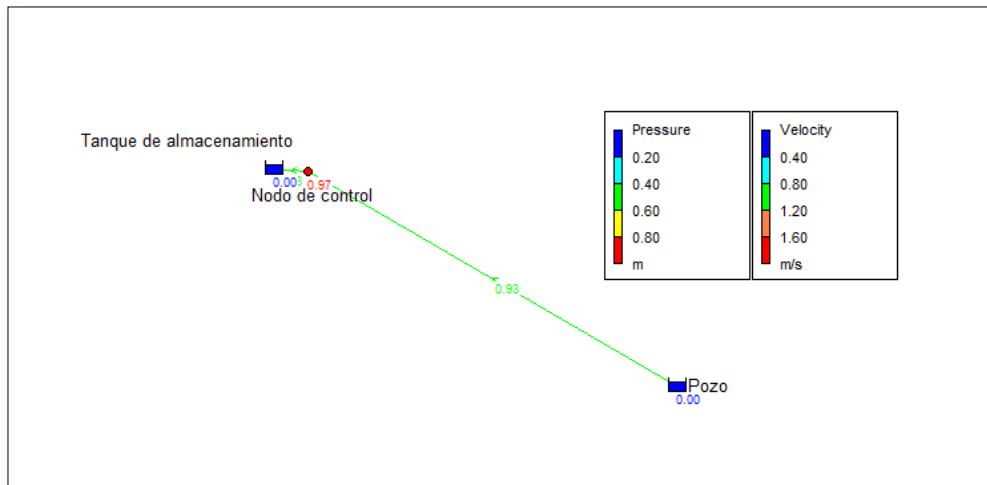 Tanque de almacenamiento
0.00
0.97
Nodo de control
0.93
Pozo
0.00
Pressure
0.20
0.40
0.60
0.80
m
Velocity
0.40
0.80
1.20
1.60
m/s